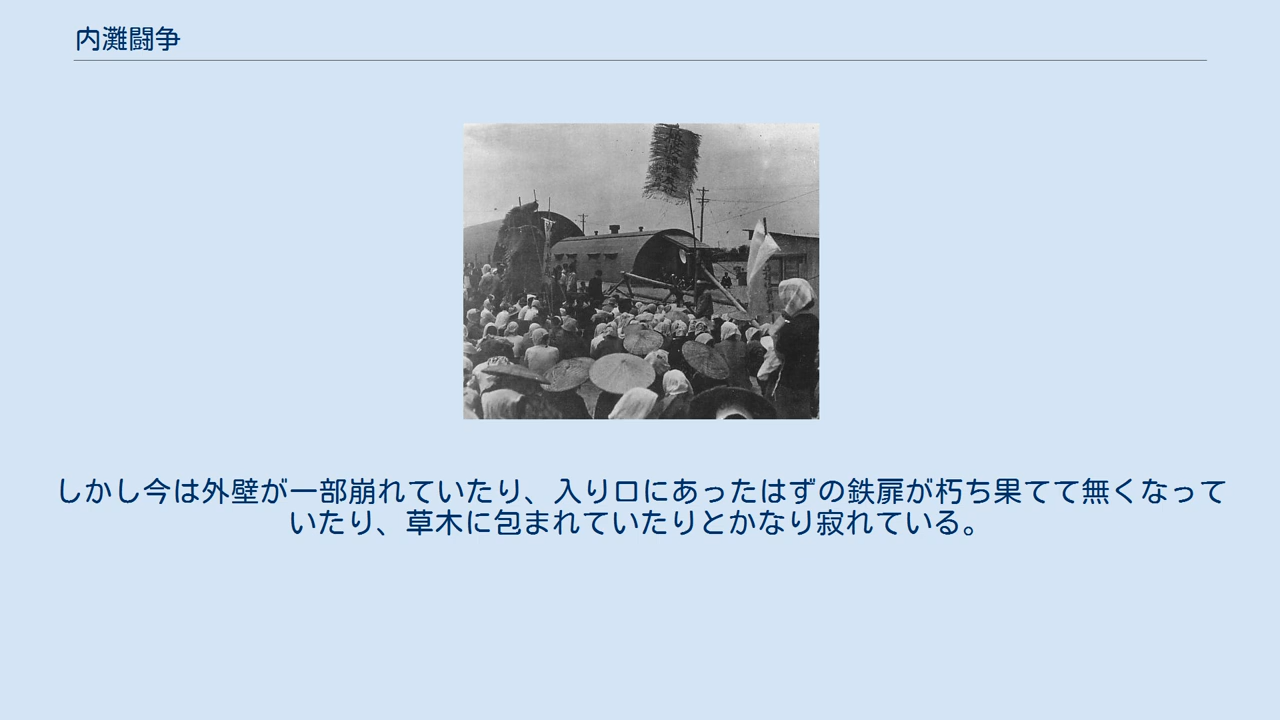 内灘闘争
しかし今は外壁が一部崩れていたり、入り口にあったはずの鉄扉が朽ち果てて無くなって
いたり、草木に包まれていたりとかなり寂れている。